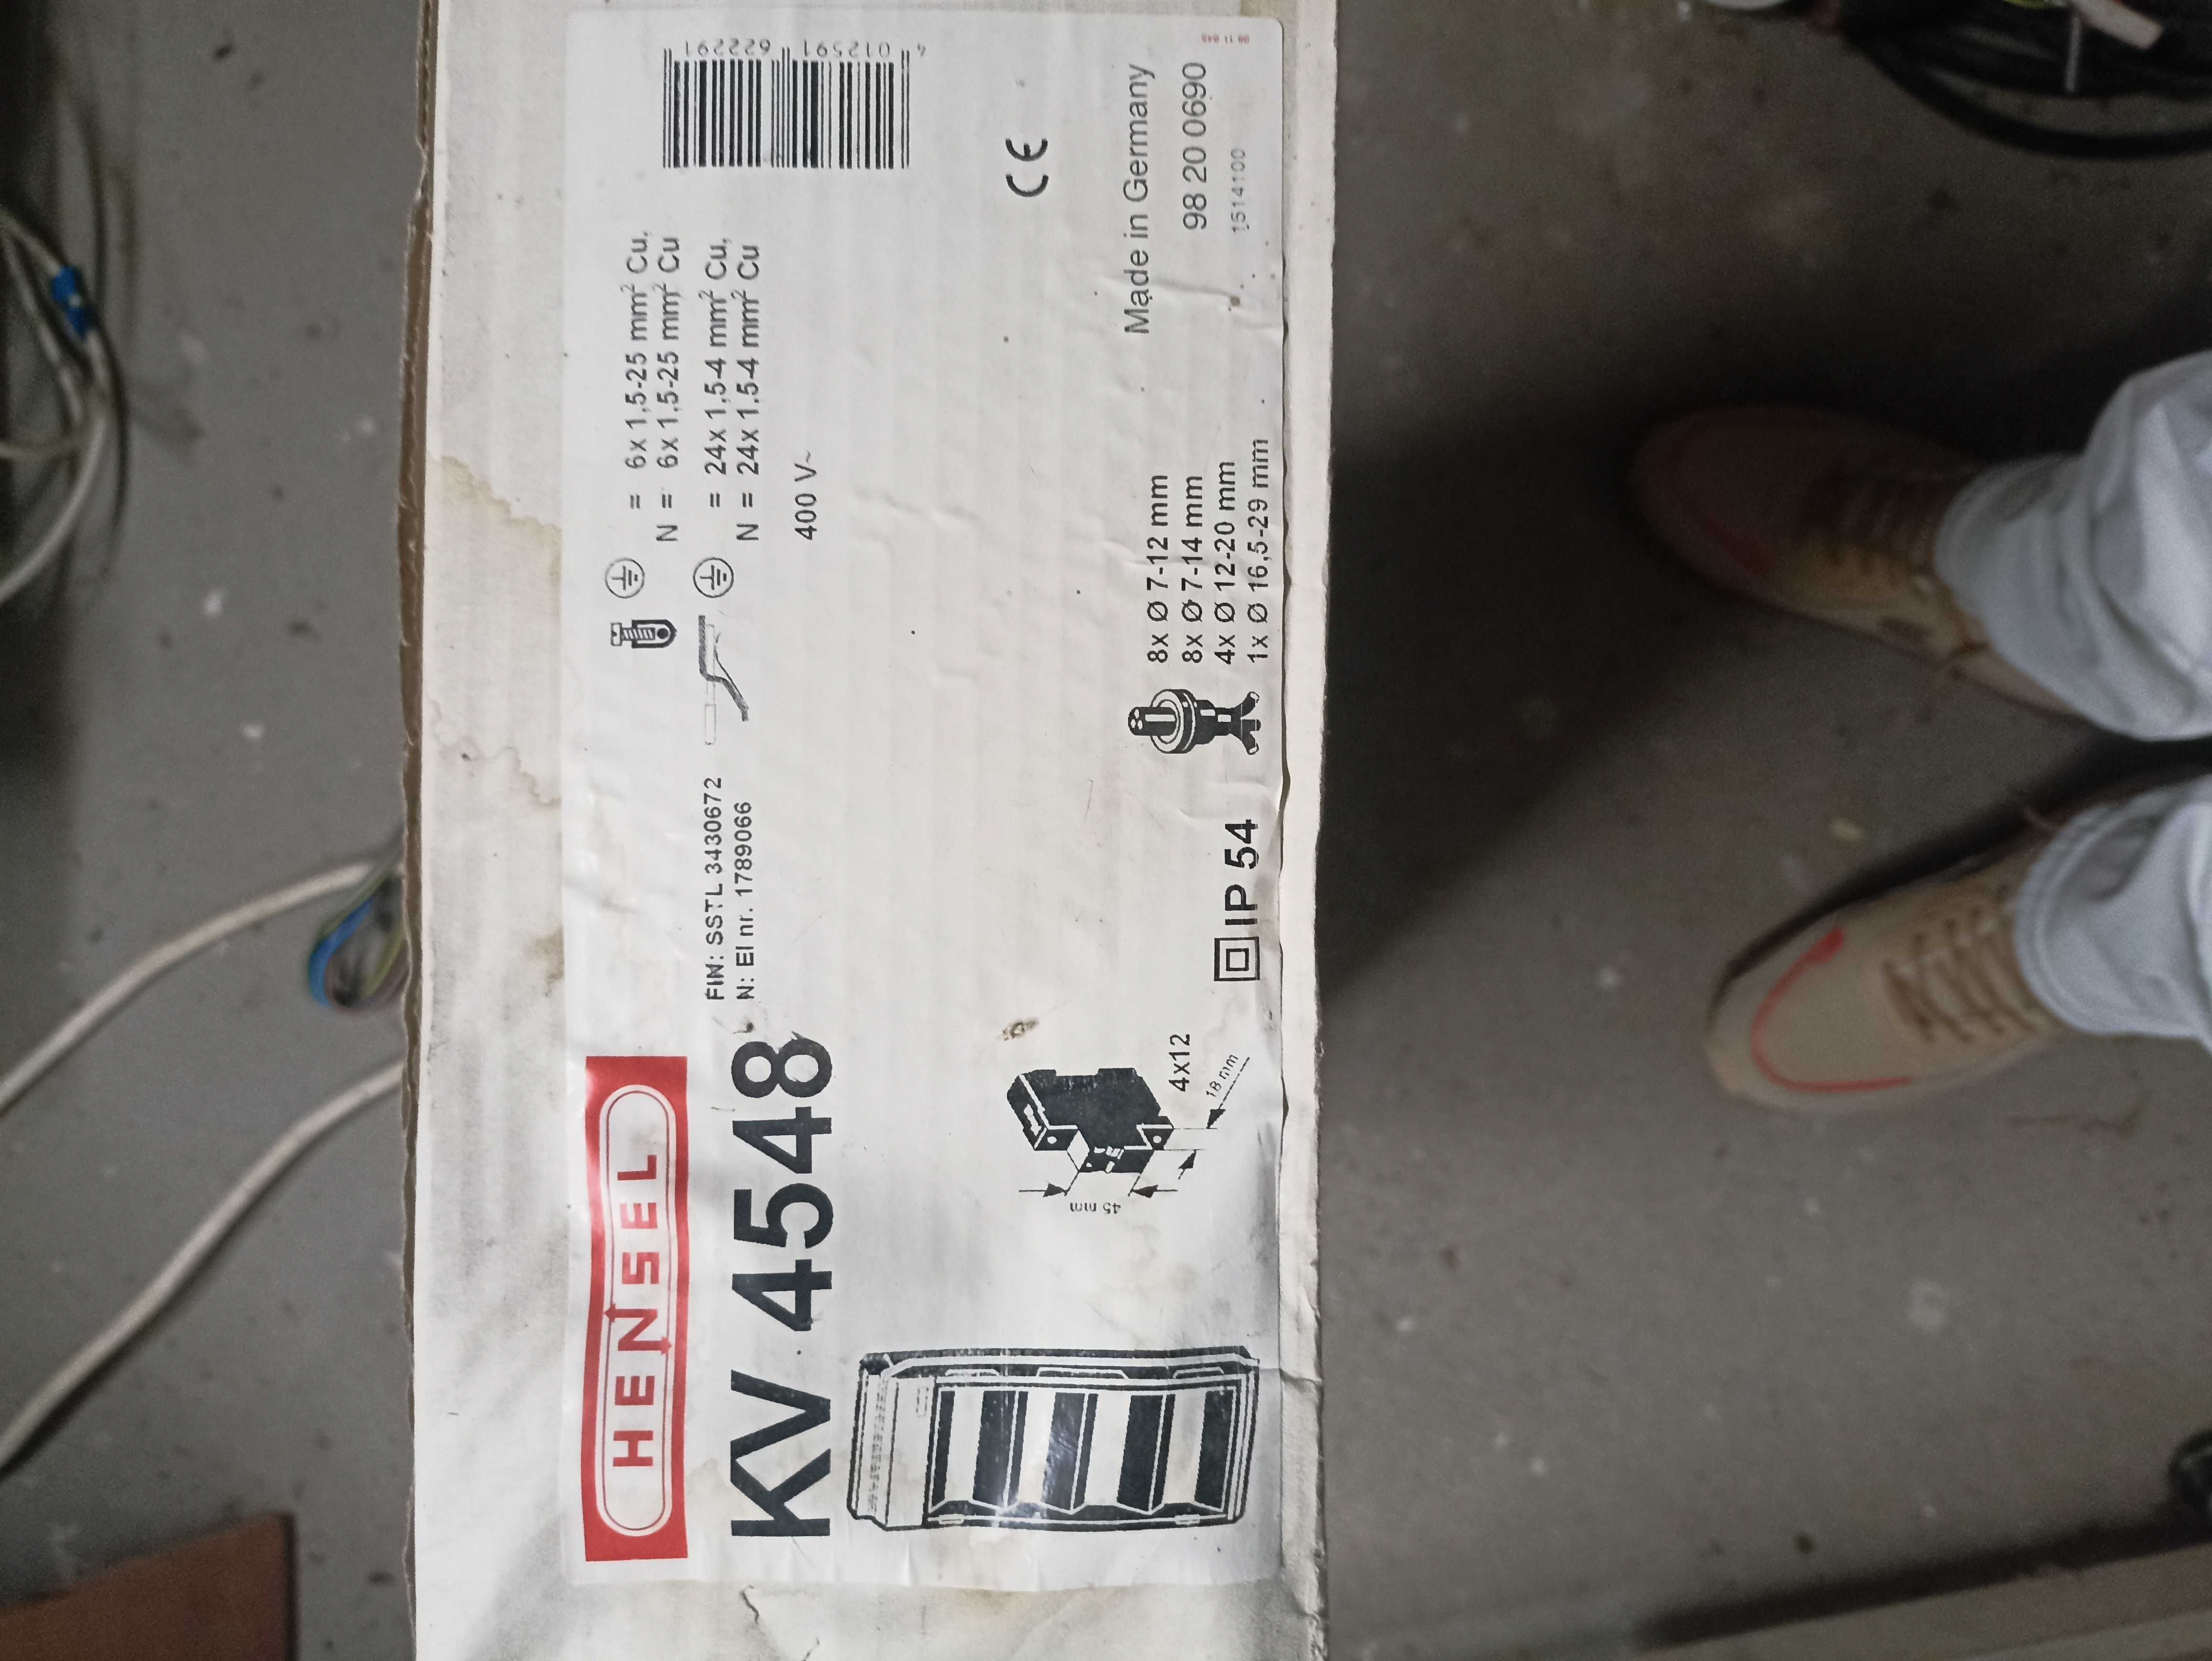 HENSEL
KV 4548
FIN: SSTL 3430672
N: El nr. 1789066
= 6x 1,5-25 mm² Cu,
N = 6x 1,5-25 mm² Cu
= 24x 1,5-4 mm² Cu,
N = 24x 1,5-4 mm² Cu
400 V~
4 012591 622291
CE
45 mm
4x12
18 mm
IP 54
8x Ø 7-12 mm
8x Ø 7-14 mm
4x Ø 12-20 mm
1x Ø 16,5-29 mm
Made in Germany
98 20 0690
1514100